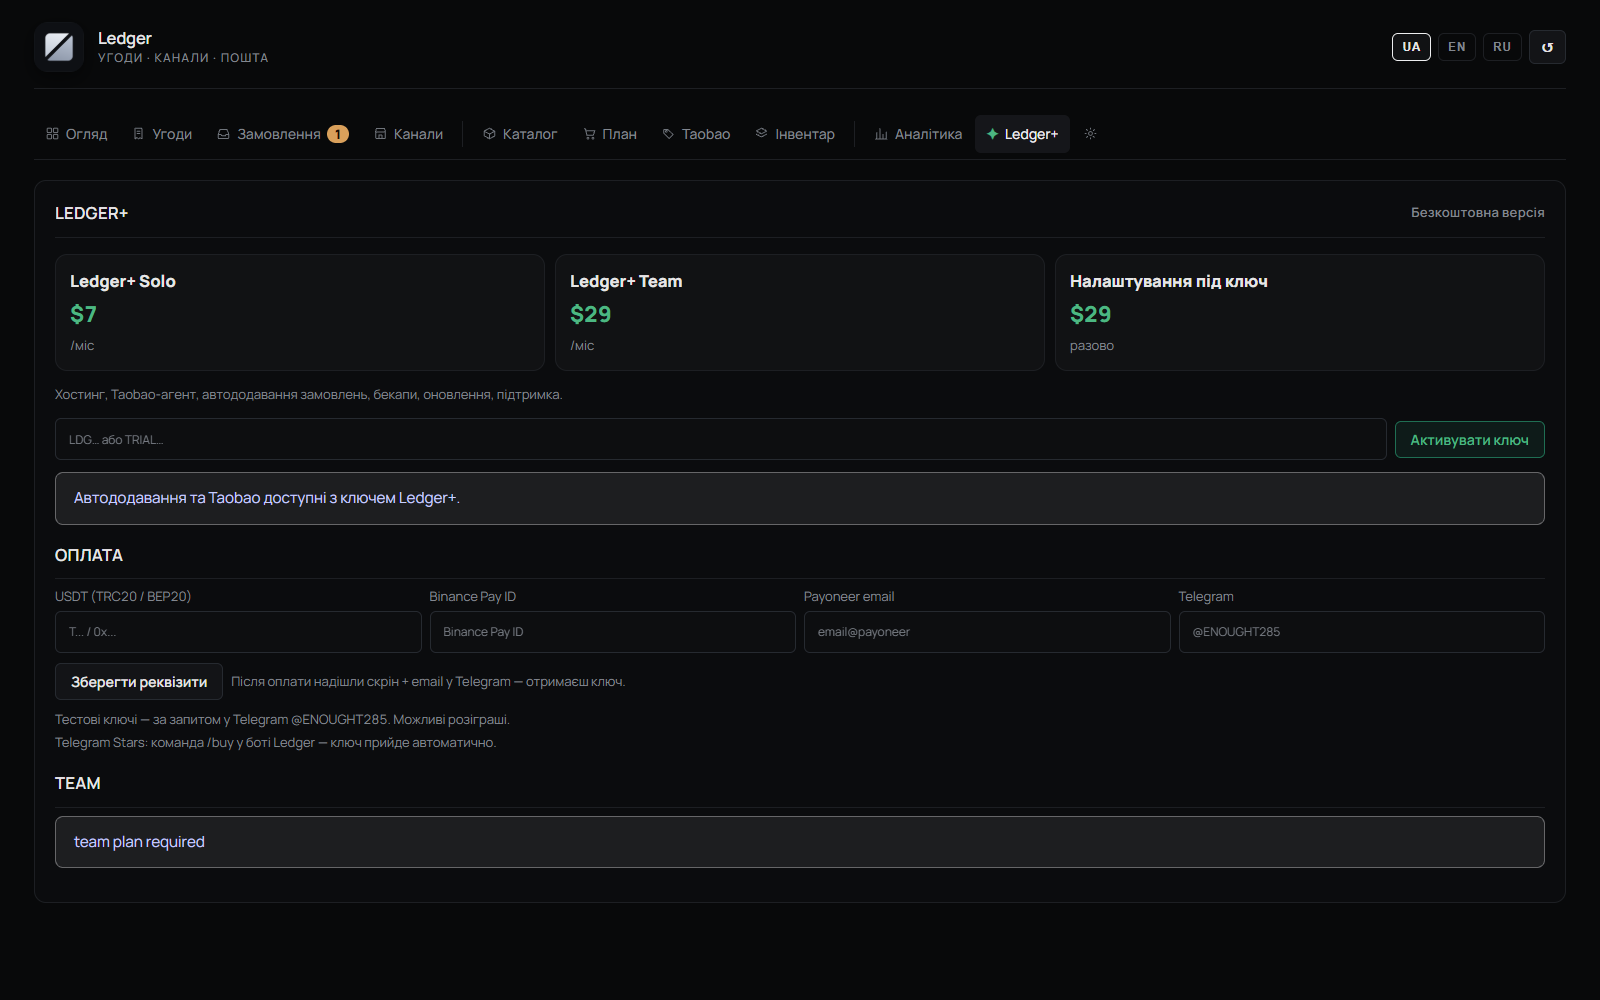 Ledger
УГОДИ · КАНАЛИ · ПОШТА
UA EN RU
Огляд Угоди Замовлення 1 Канали Каталог План Taobao Інвентар Аналітика Ledger+
LEDGER+
Безкоштовна версія
Ledger+ Solo
$7
/міс
Ledger+ Team
$29
/міс
Налаштування під ключ
$29
разово
Хостинг, Taobao-агент, автододавання замовлень, бекапи, оновлення, підтримка.
LDG... або TRIAL...
Активувати ключ
Автододавання та Taobao доступні з ключем Ledger+.
ОПЛАТА
USDT (TRC20 / BEP20)
T... / 0x...
Binance Pay ID
Binance Pay ID
Payoneer email
email@payoneer
Telegram
@ENOUGHT285
Зберегти реквізити
Після оплати надішли скрін + email у Telegram — отримаєш ключ.
Тестові ключі — за запитом у Telegram @ENOUGHT285. Можливі розіграші.
Telegram Stars: команда /buy у боті Ledger — ключ прийде автоматично.
TEAM
team plan required